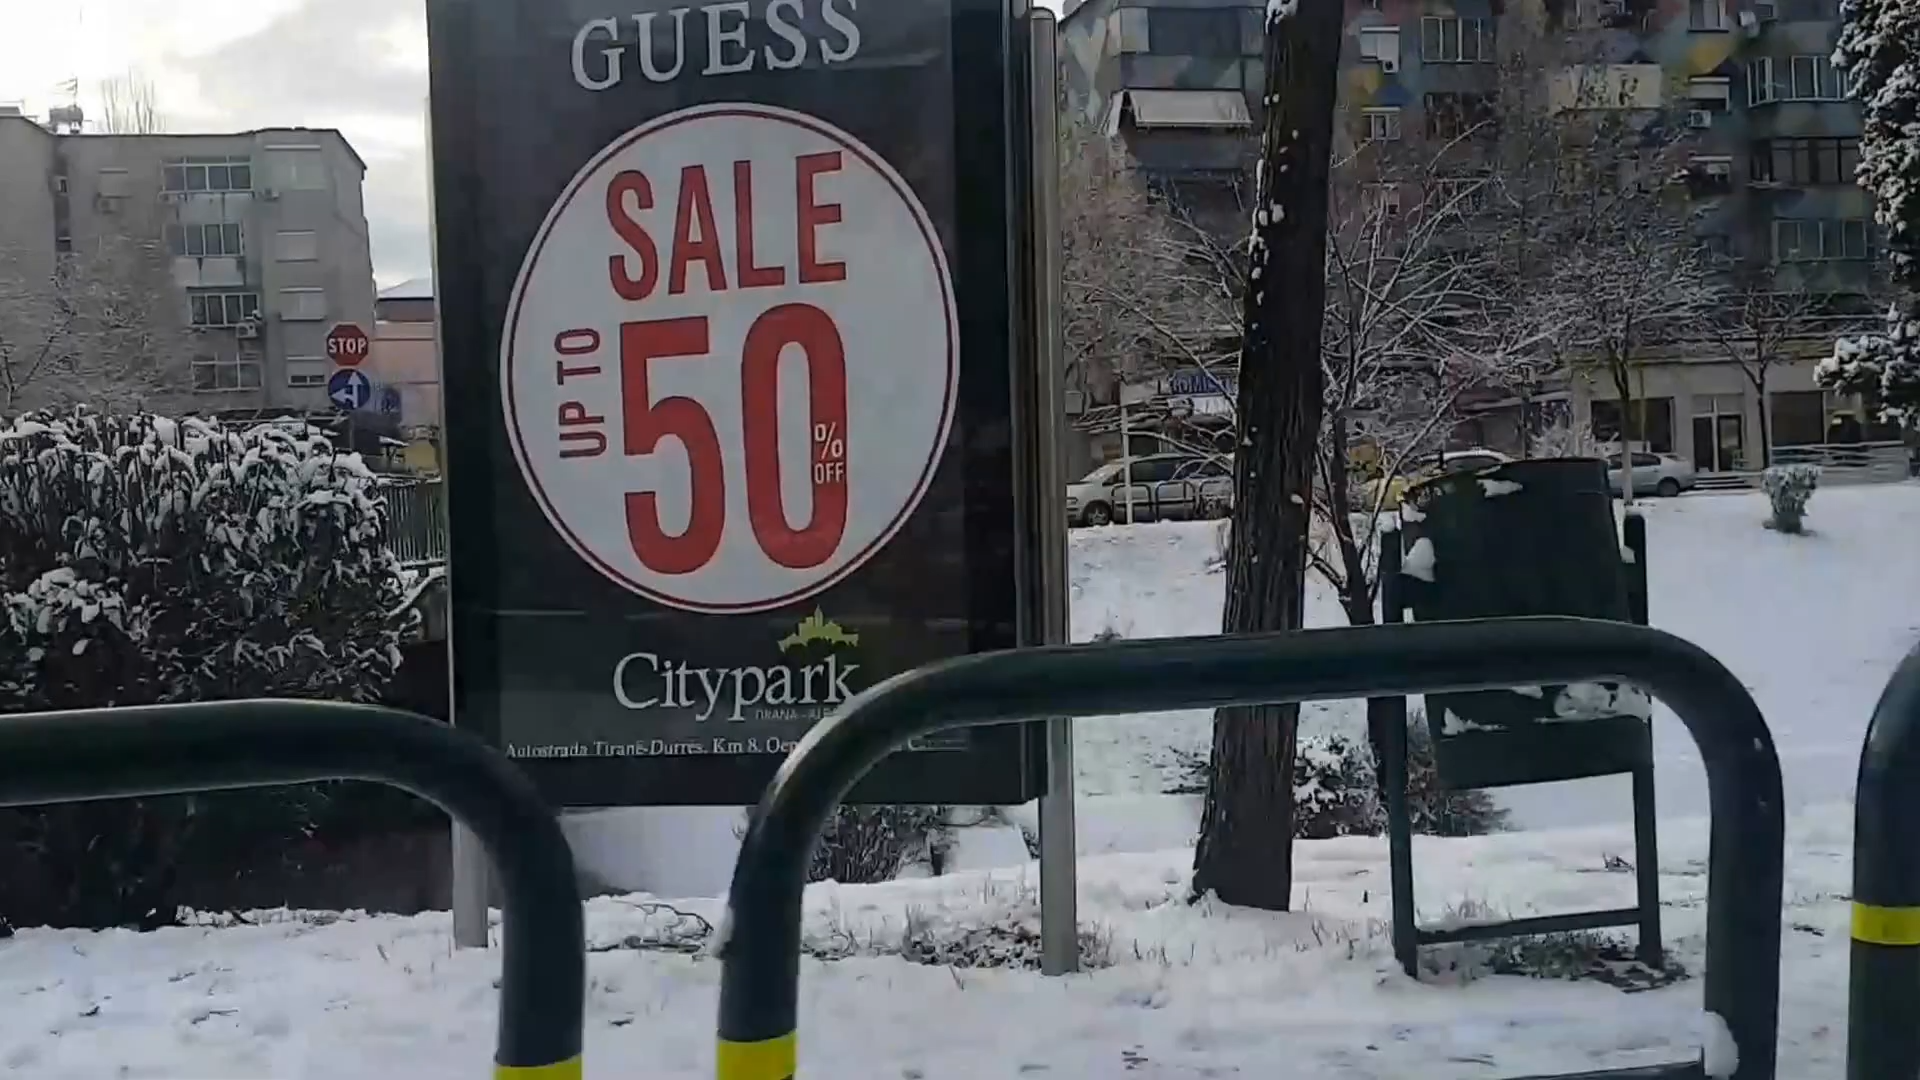 GUESS
SALE
UP TO
50
%
OFF
STOP
Citypark
Autostrada Tiranë-Durrës, Km 8,